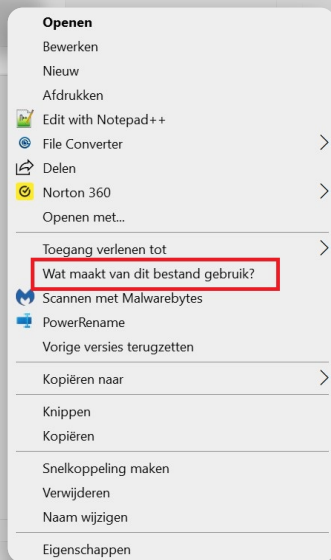 Openen
Bewerken
Nieuw
Afdrukken
Edit with Notepad++
File Converter
Delen
Norton 360
Openen met...
Toegang verlenen tot
Wat maakt van dit bestand gebruik?
Scannen met Malwarebytes
PowerRename
Vorige versies terugzetten
Kopiëren naar
Knippen
Kopiëren
Snelkoppeling maken
Verwijderen
Naam wijzigen
Eigenschappen